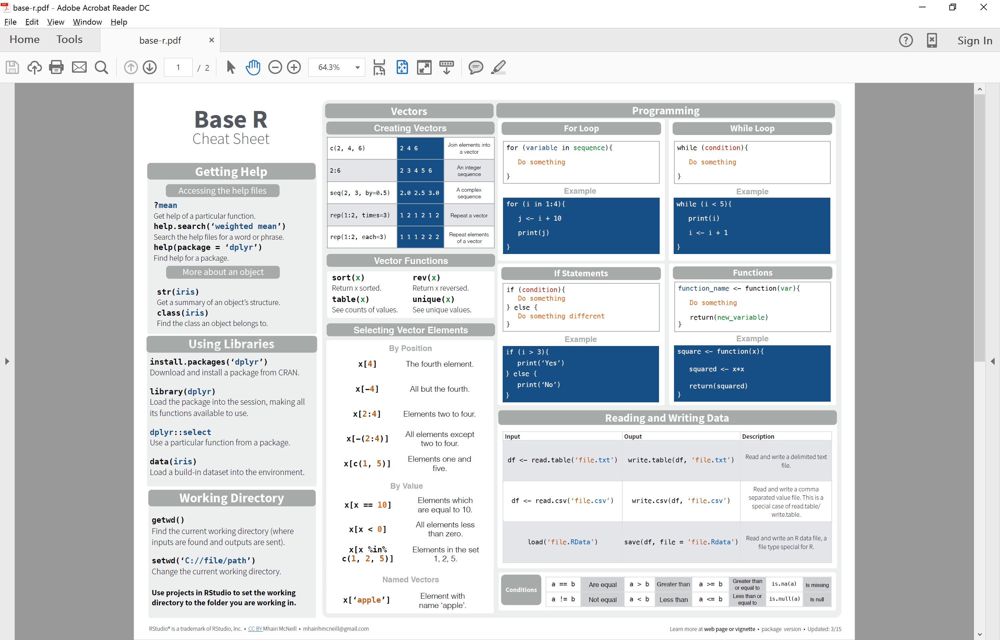 base-r.pdf - Adobe Acrobat Reader DC
File Edit View Window Help
Home Tools base-r.pdf × Sign In
1 / 2 64.3%
Base R
Cheat Sheet
Getting Help
Accessing the help files
?mean
Get help of a particular function.
help.search(‘weighted mean’)
Search the help files for a word or phrase.
help(package = ‘dplyr’)
Find help for a package.
More about an object
str(iris)
Get a summary of an object’s structure.
class(iris)
Find the class an object belongs to.
Using Libraries
install.packages(‘dplyr’)
Download and install a package from CRAN.
library(dplyr)
Load the package into the session, making all
its functions available to use.
dplyr::select
Use a particular function from a package.
data(iris)
Load a build-in dataset into the environment.
Working Directory
getwd()
Find the current working directory (where
inputs are found and outputs are sent).
setwd(‘C://file/path’)
Change the current working directory.
Use projects in RStudio to set the working
directory to the folder you are working in.
Vectors
Creating Vectors
c(2, 4, 6) 2 4 6 Join elements into
a vector
2:6 2 3 4 5 6 An integer
sequence
seq(2, 3, by=0.5) 2.0 2.5 3.0 A complex
sequence
rep(1:2, times=3) 1 2 1 2 1 2 Repeat a vector
rep(1:2, each=3) 1 1 1 2 2 2 Repeat elements
of a vector
Vector Functions
sort(x) rev(x)
Return x sorted. Return x reversed.
table(x) unique(x)
See counts of values. See unique values.
Selecting Vector Elements
By Position
x[4] The fourth element.
x[-4] All but the fourth.
x[2:4] Elements two to four.
x[-(2:4)] All elements except
two to four.
x[c(1, 5)] Elements one and
five.
By Value
x[x == 10] Elements which
are equal to 10.
x[x < 0] All elements less
than zero.
x[x %in% Elements in the set
c(1, 2, 5)] 1, 2, 5.
Named Vectors
x[‘apple’] Element with
name ‘apple’.
Programming
For Loop
for (variable in sequence){
Do something
}
Example
for (i in 1:4){
j <- i + 10
print(j)
}
While Loop
while (condition){
Do something
}
Example
while (i < 5){
print(i)
i <- i + 1
}
If Statements
if (condition){
Do something
} else {
Do something different
}
Example
if (i > 3){
print(‘Yes’)
} else {
print(‘No’)
}
Functions
function_name <- function(var){
Do something
return(new_variable)
}
Example
square <- function(x){
squared <- x*x
return(squared)
}
Reading and Writing Data
Input Ouput Description
df <- read.table(‘file.txt’) write.table(df, ‘file.txt’) Read and write a delimited text
file.
df <- read.csv(‘file.csv’) write.csv(df, ‘file.csv’) Read and write a comma
separated value file. This is a
special case of read.table/
write.table.
load(‘file.RData’) save(df, file = ’file.Rdata’) Read and write an R data file, a
file type special for R.
Conditions
a == b Are equal a > b Greater than a >= b Greater than
or equal to is.na(a) Is missing
a != b Not equal a < b Less than a <= b Less than or
equal to is.null(a) Is null
RStudio® is a trademark of RStudio, Inc. • CC BY Mhairi McNeill • mhairihmcneill@gmail.com
Learn more at web page or vignette • package version • Updated: 3/15